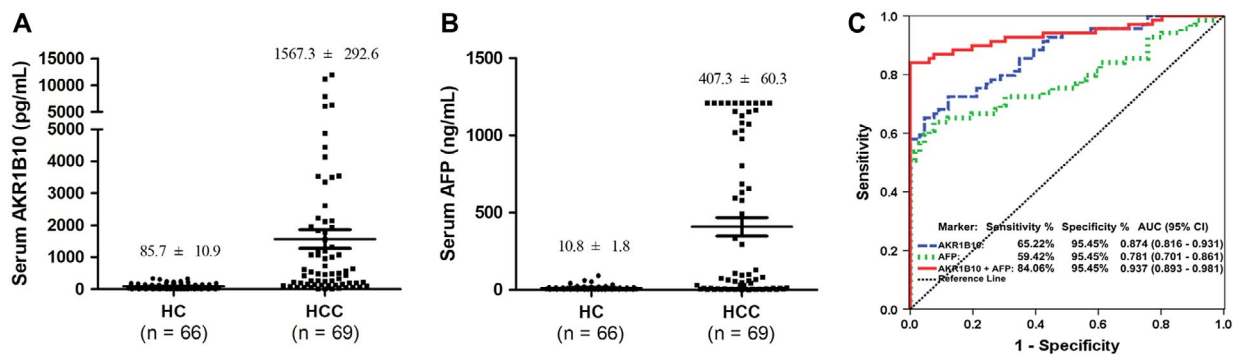 A
Serum AKR1B10 (pg/mL)
15000
12500
10000
7500
5000
5000
4000
3000
2000
1000
0
85.7 ± 10.9
1567.3 ± 292.6
HC
(n = 66)
HCC
(n = 69)
B
Serum AFP (ng/mL)
1500
1000
500
0
10.8 ± 1.8
407.3 ± 60.3
HC
(n = 66)
HCC
(n = 69)
C
Sensitivity
1.0
0.8
0.6
0.4
0.2
0.0
Marker: Sensitivity % Specificity % AUC (95% CI)
AKR1B10: 65.22% 95.45% 0.874 (0.816 - 0.931)
AFP: 59.42% 95.45% 0.781 (0.701 - 0.861)
AKR1B10 + AFP: 84.06% 95.45% 0.937 (0.893 - 0.981)
Reference Line
0.0 0.2 0.4 0.6 0.8 1.0
1 - Specificity